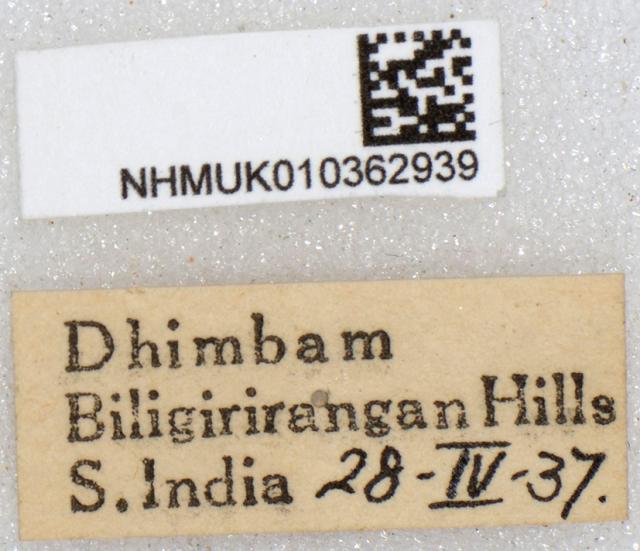 NHMUK010362939
Dhimbam
Biligirirangan Hills
S. India 28-IV-37.